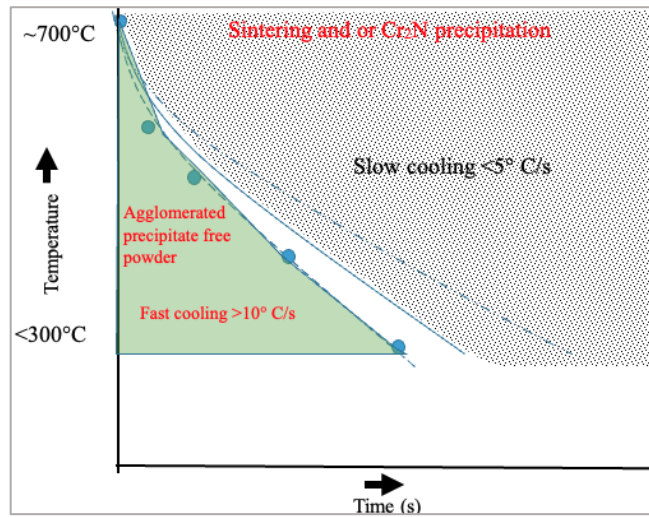 Sintering and or Cr₂N precipitation
~700°C
Slow cooling <5° C/s
Temperature
Agglomerated
precipitate free
powder
Fast cooling >10° C/s
<300°C
Time (s)